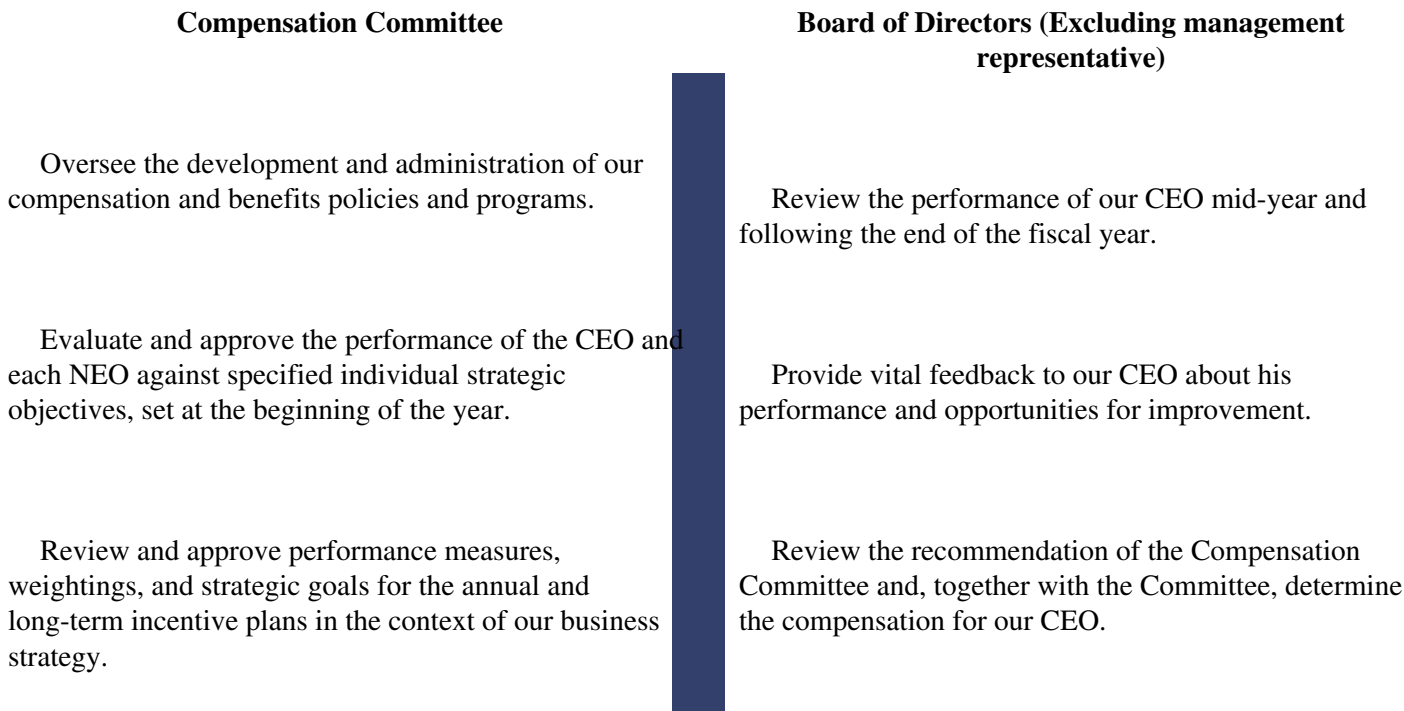 Compensation Committee
Oversee the development and administration of our
compensation and benefits policies and programs.
Evaluate and approve the performance of the CEO and
each NEO against specified individual strategic
objectives, set at the beginning of the year.
Review and approve performance measures,
weightings, and strategic goals for the annual and
long-term incentive plans in the context of our business
strategy.
Board of Directors (Excluding management
representative)
Review the performance of our CEO mid-year and
following the end of the fiscal year.
Provide vital feedback to our CEO about his
performance and opportunities for improvement.
Review the recommendation of the Compensation
Committee and, together with the Committee, determine
the compensation for our CEO.